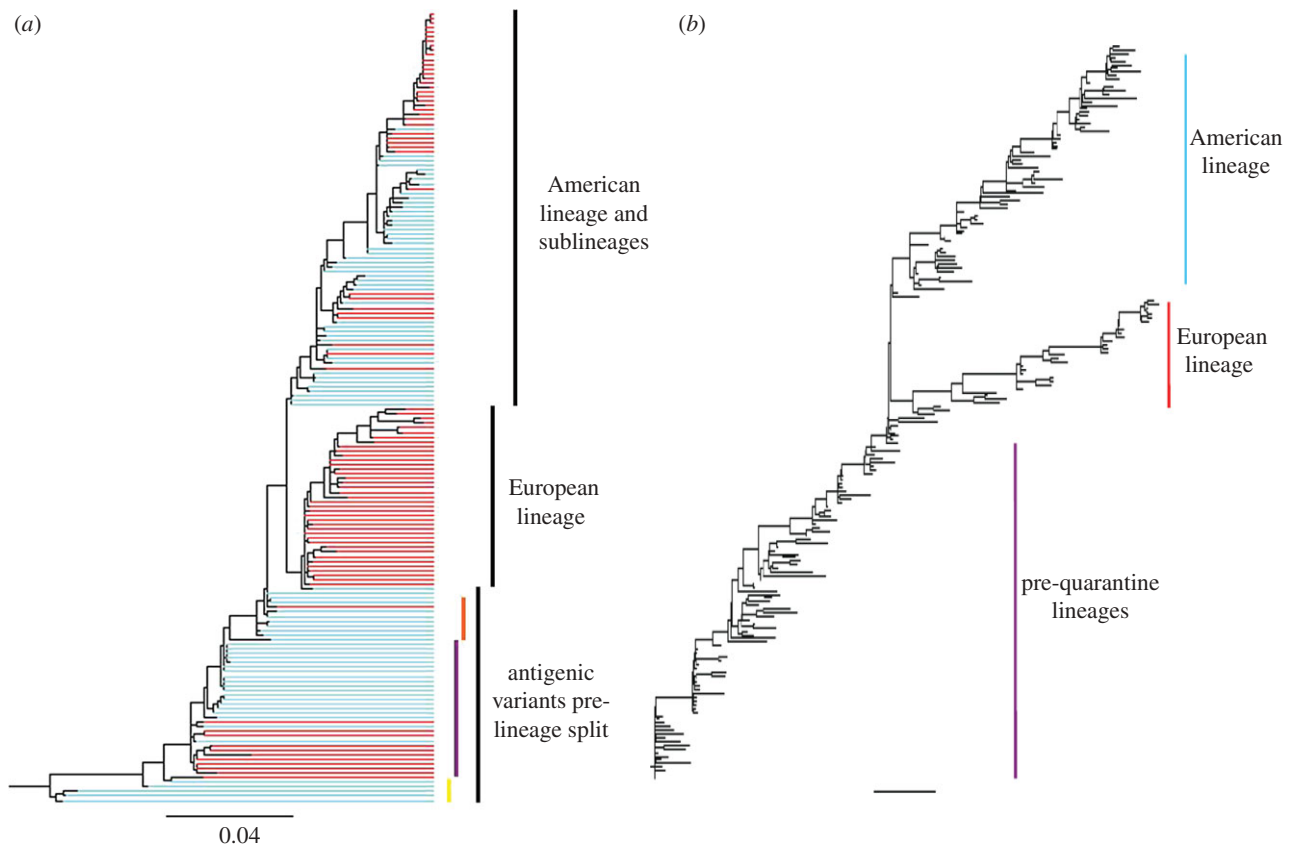 (a)
American
lineage and
sublineages
European
lineage
antigenic
variants pre-
lineage split
0.04
(b)
American
lineage
European
lineage
pre-quarantine
lineages